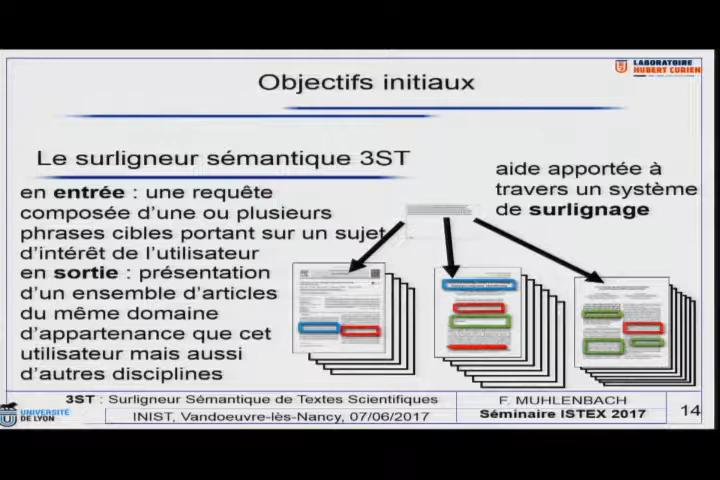 LABORATOIRE
HUBERT CURIEN
Objectifs initiaux
Le surligneur sémantique 3ST
en entrée : une requête
composée d'une ou plusieurs
phrases cibles portant sur un sujet
d'intérêt de l'utilisateur
en sortie : présentation
d'un ensemble d'articles
du même domaine
d'appartenance que cet
utilisateur mais aussi
d'autres disciplines
aide apportée à
travers un système
de surlignage
3ST : Surligneur Sémantique de Textes Scientifiques
F. MUHLENBACH
14
UNIVERSITÉ
DE LYON
INIST, Vandoeuvre-lès-Nancy, 07/06/2017
Séminaire ISTEX 2017